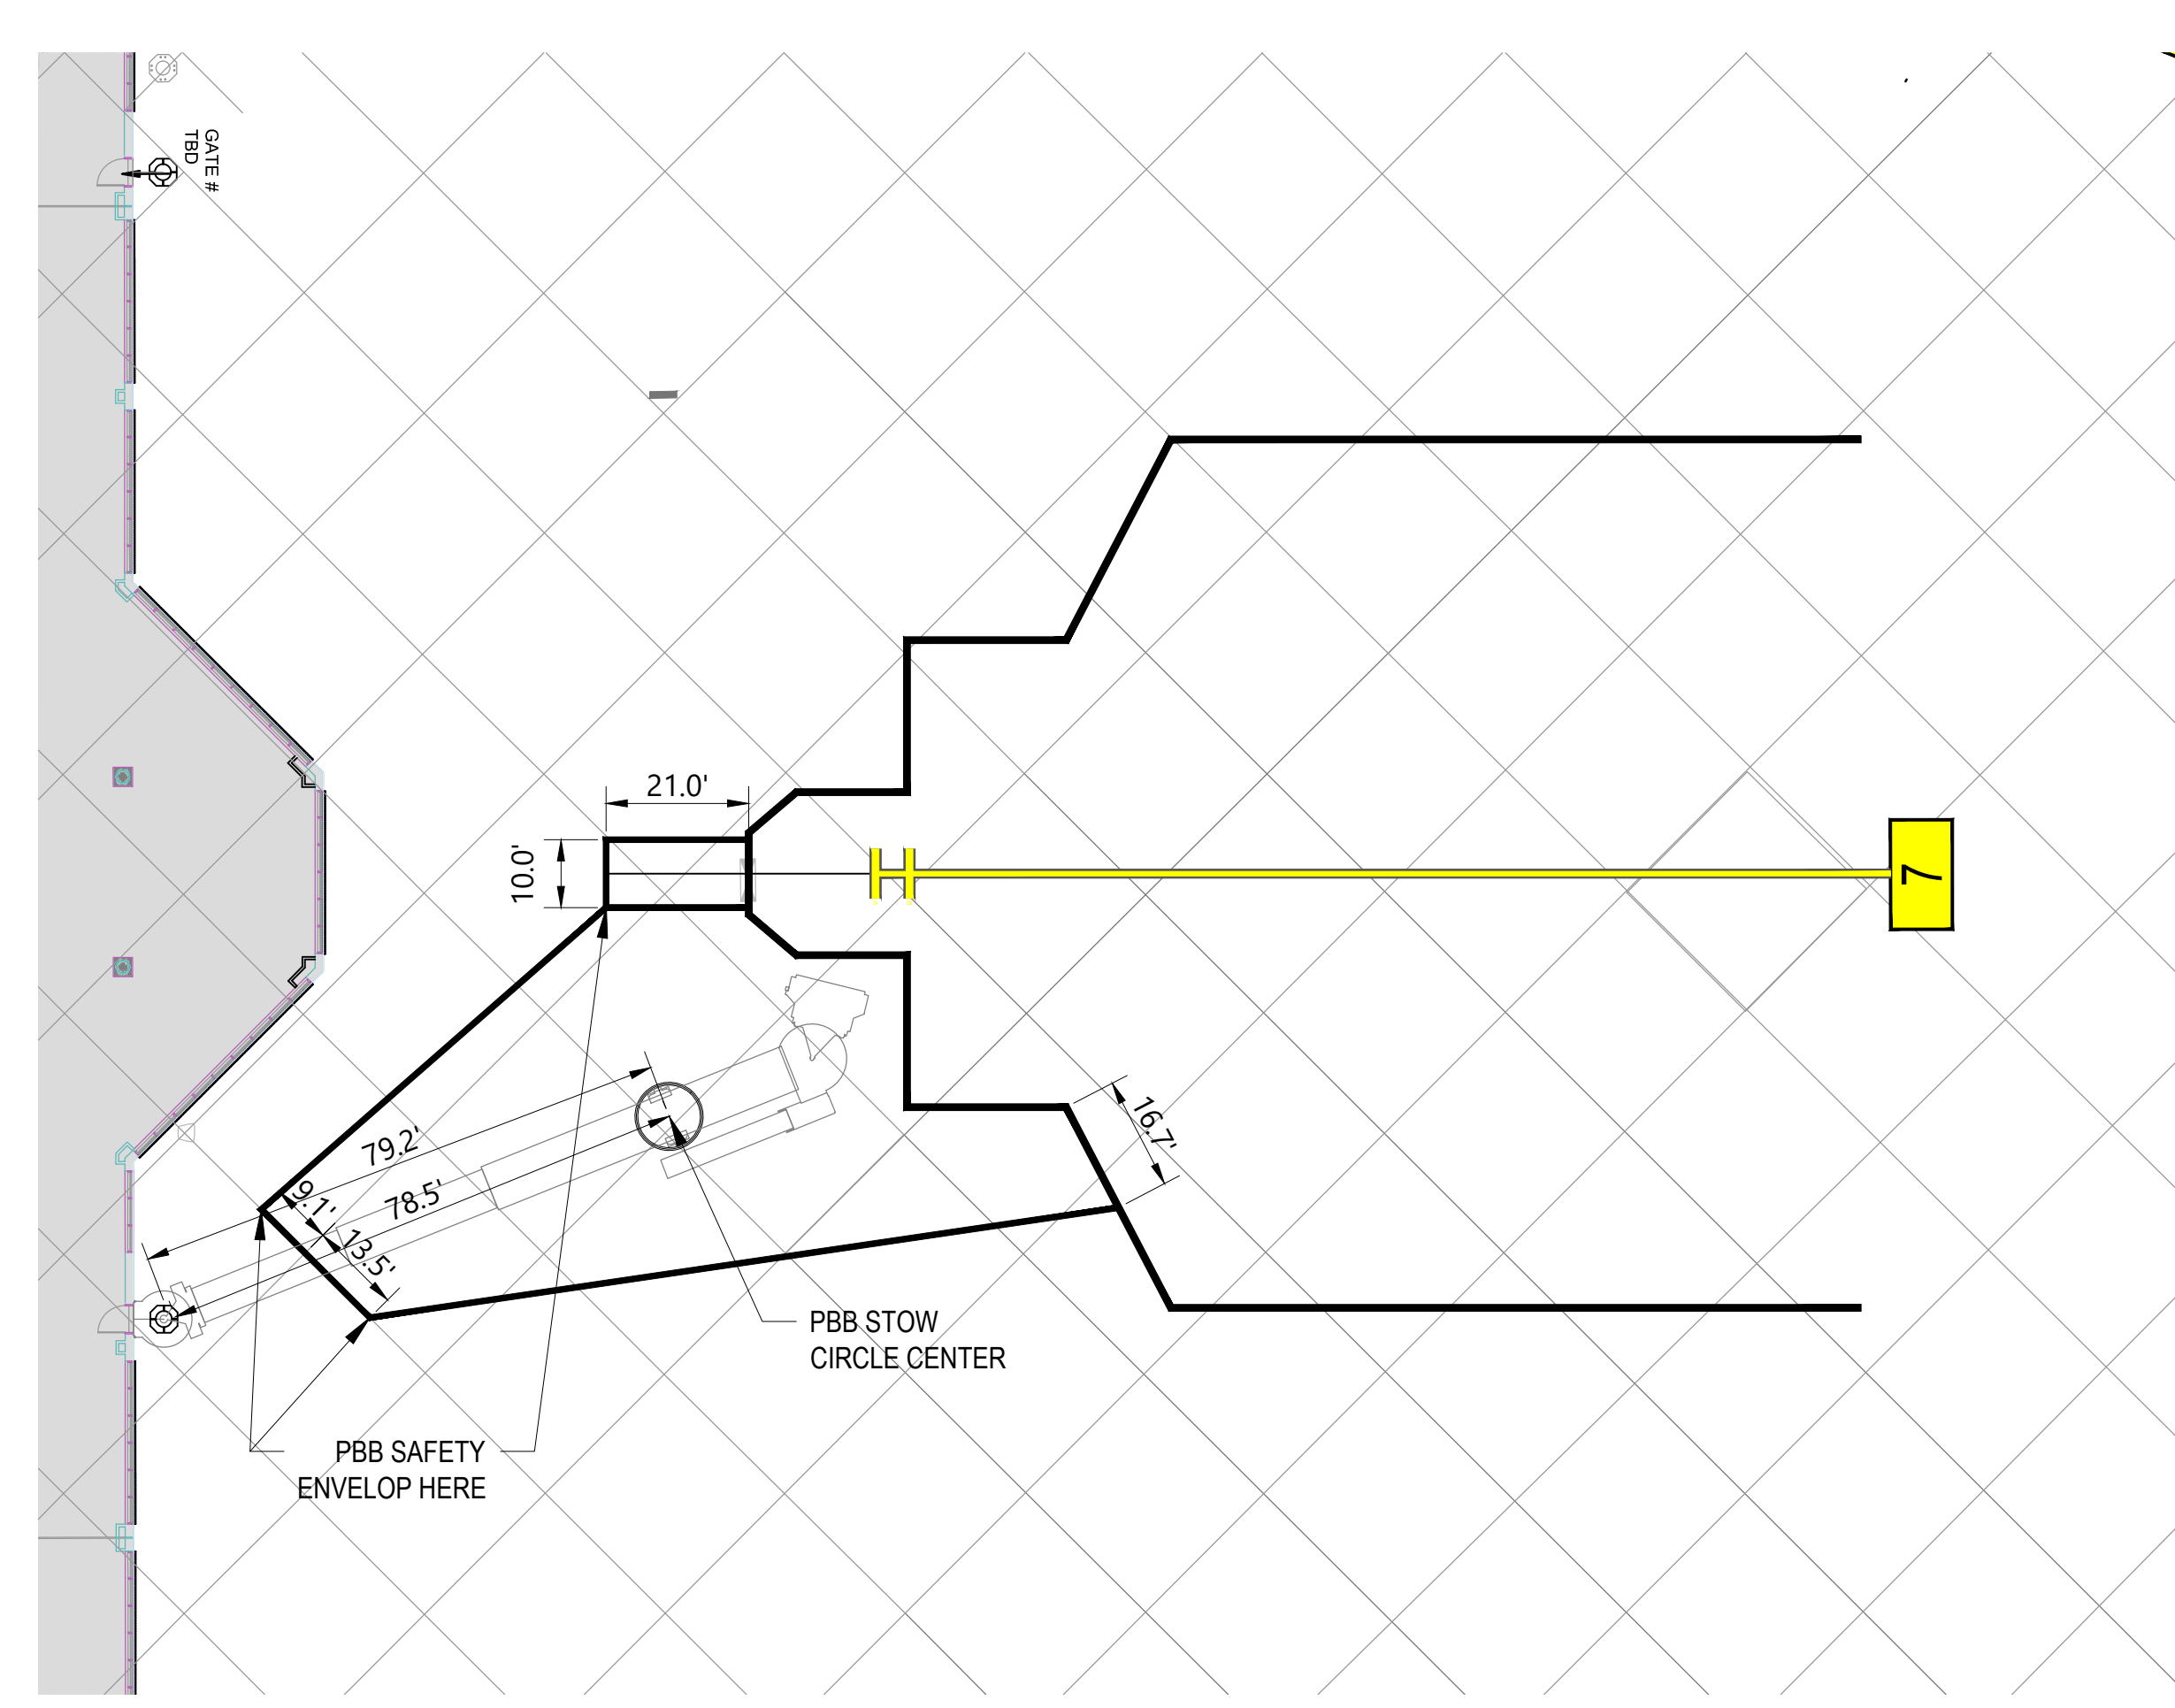 GATE #
TBD
21.0'
10.0'
7
16.7'
79.2'
78.5'
9.1'
13.5'
PBB STOW
CIRCLE CENTER
PBB SAFETY
ENVELOP HERE